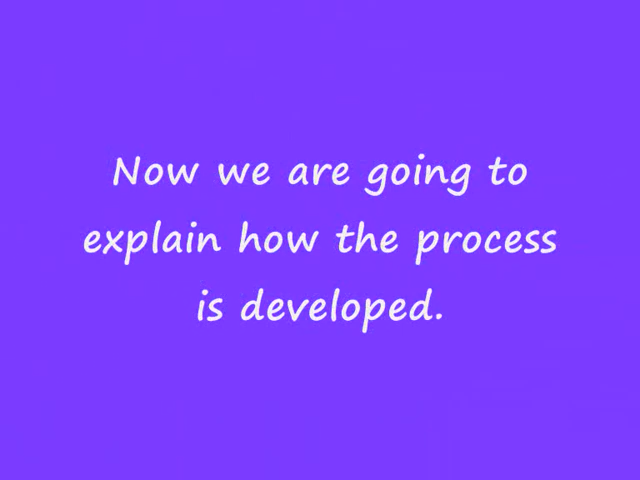 Now we are going to
explain how the process
is developed.